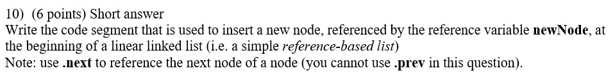 10) (6 points) Short answer
Write the code segment that is used to insert a new node, referenced by the reference variable newNode, at
the beginning of a linear linked list (i.e. a simple reference-based list)
Note: use .next to reference the next node of a node (you cannot use .prev in this question).